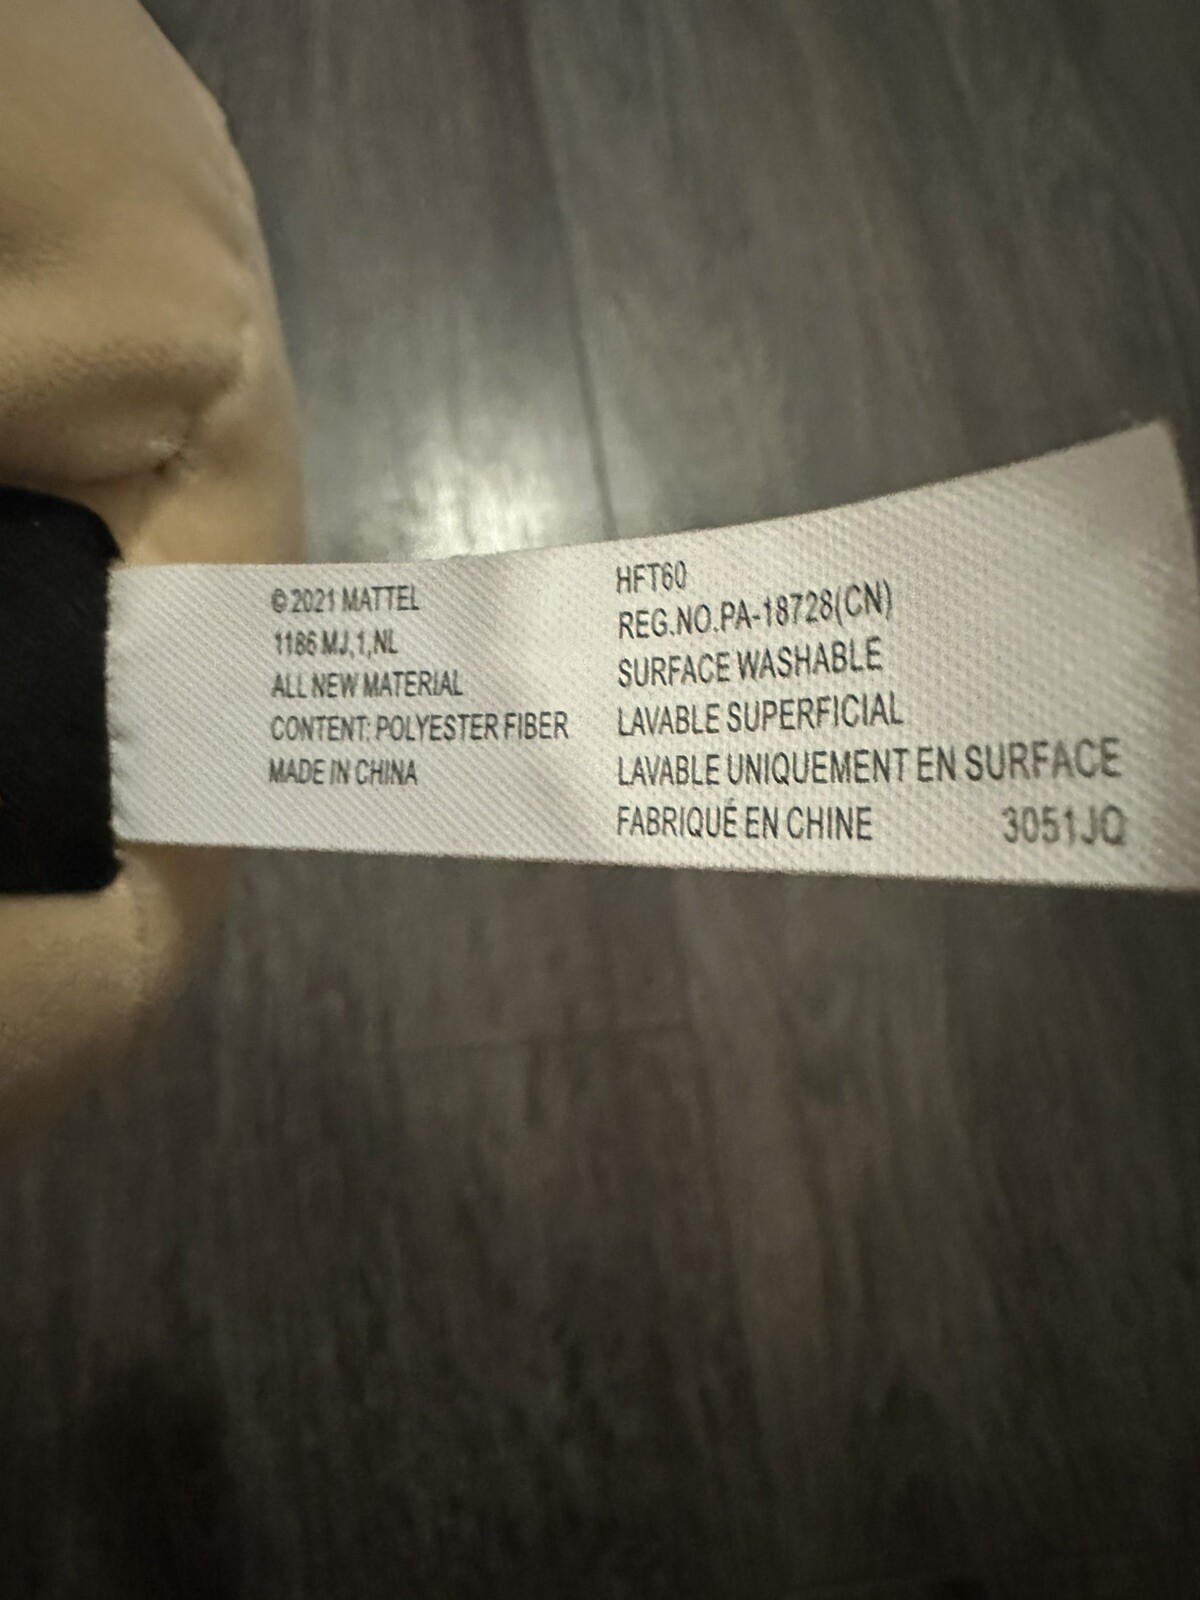 © 2021 MATTEL
1186 MJ,1,NL
ALL NEW MATERIAL
CONTENT: POLYESTER FIBER
MADE IN CHINA
HFT60
REG.NO.PA-18728(CN)
SURFACE WASHABLE
LAVABLE SUPERFICIAL
LAVABLE UNIQUEMENT EN SURFACE
FABRIQUÉ EN CHINE 3051JQ